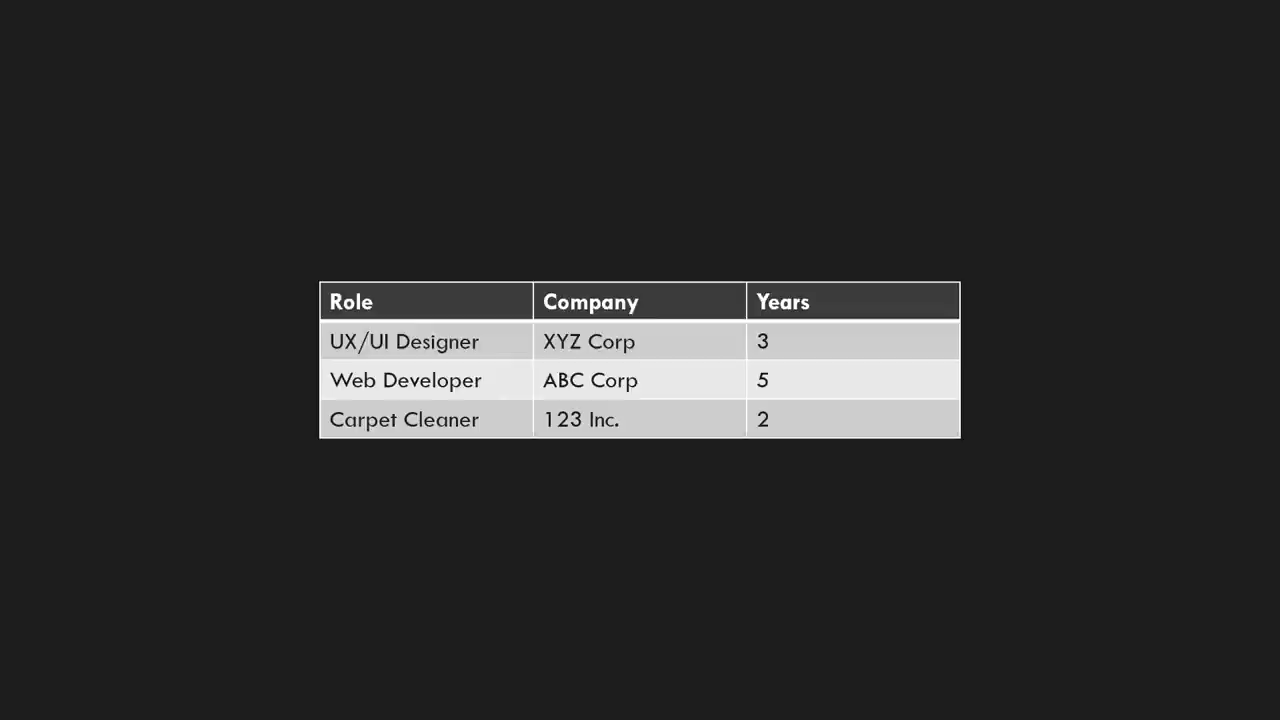 Role Company Years
UX/UI Designer XYZ Corp 3
Web Developer ABC Corp 5
Carpet Cleaner 123 Inc. 2